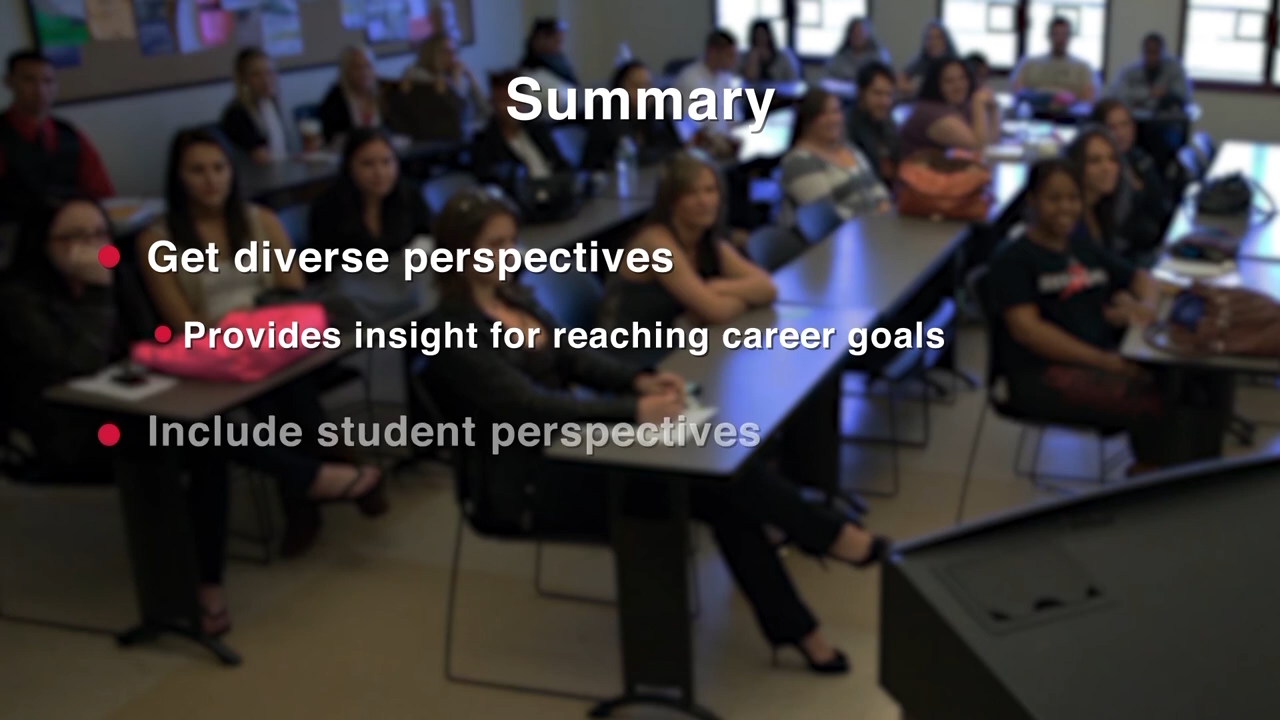 Summary
Get diverse perspectives
Provides insight for reaching career goals
Include student perspectives